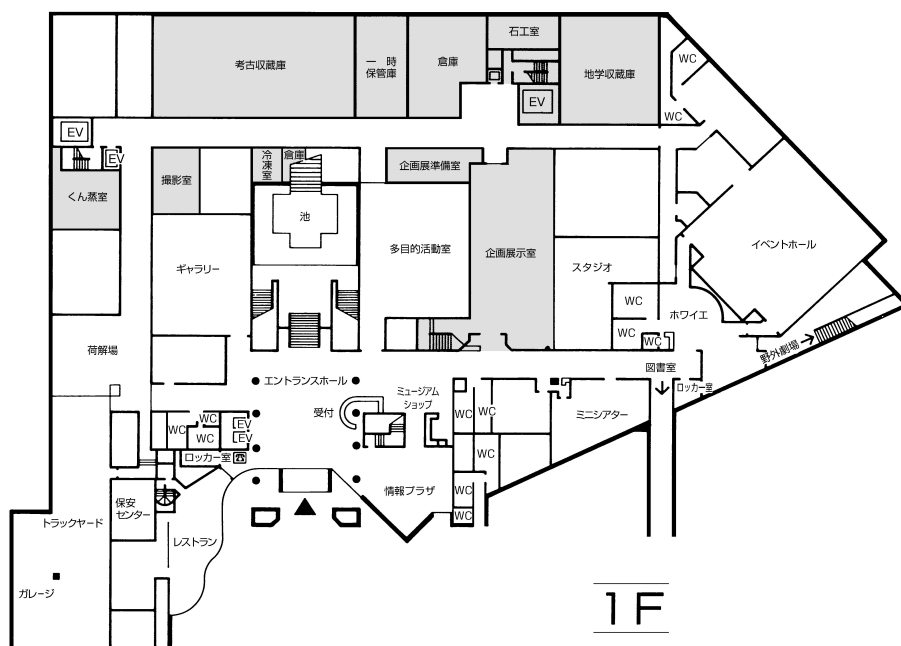 石工室
考古収蔵庫
一時
保管庫
倉庫
地学収蔵庫
WC
EV
WC
EV
EV
冷凍室
倉庫
企画展準備室
撮影室
くん蒸室
池
多目的活動室
企画展示室
スタジオ
イベントホール
ギャラリー
WC
ホワイエ
WC
WC
荷解場
野外劇場
図書室
ロッカー室
エントランスホール
ミュージアム
ショップ
受付
ミニシアター
WC
WC
WC
WC
WC
EV
EV
ロッカー室
WC
WC
WC
情報プラザ
保安
センター
トラックヤード
レストラン
ガレージ
1F